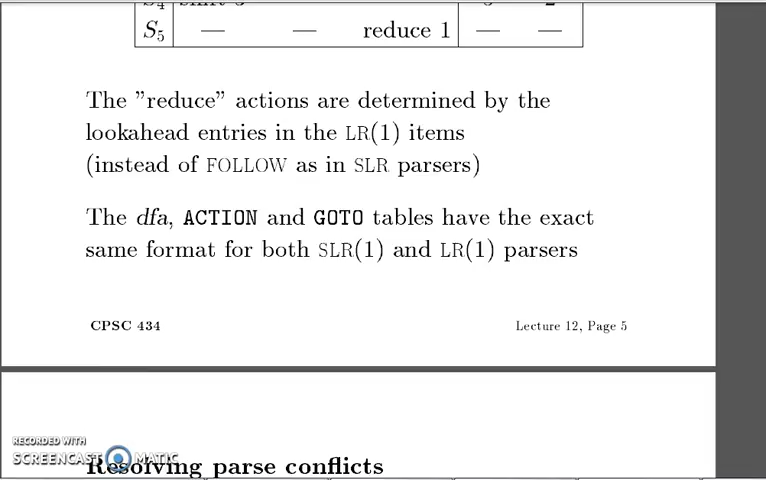 S5 — — reduce 1 — —
The ”reduce” actions are determined by the
lookahead entries in the LR(1) items
(instead of FOLLOW as in SLR parsers)
The dfa, ACTION and GOTO tables have the exact
same format for both SLR(1) and LR(1) parsers
CPSC 434 Lecture 12, Page 5
RECORDED WITH
SCREENCAST MATIC
Resolving parse conflicts